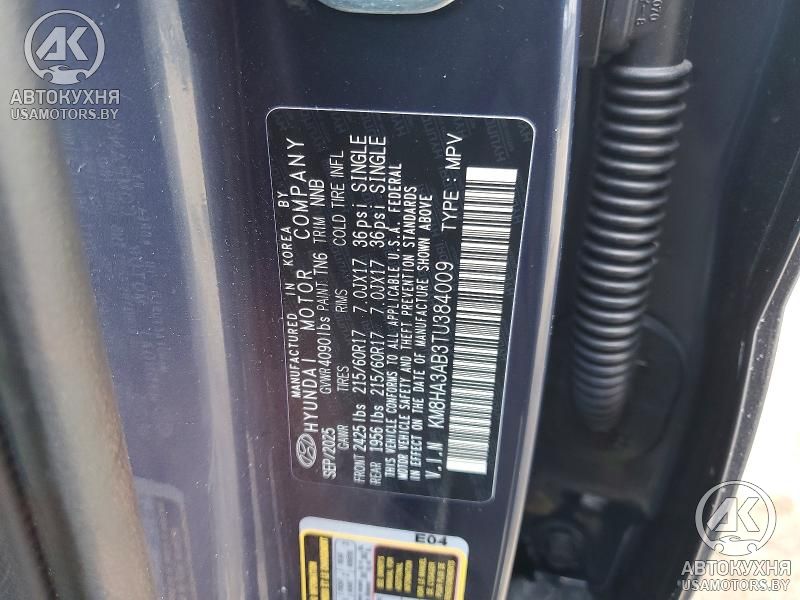 АК
АВТОКУХНЯ
USAMOTORS.BY
MANUFACTURED IN KOREA BY
HYUNDAI MOTOR COMPANY
SEP/2025 GVWR 4090lbs PAINT TN6 TRIM NNB
GAWR TIRES RIMS COLD TIRE INFL
FRONT 2425 lbs 215/60R17 7.0JX17 36psi SINGLE
REAR 1956 lbs 215/60R17 7.0JX17 36psi SINGLE
THIS VEHICLE CONFORMS TO ALL APPLICABLE U.S.A. FEDERAL
MOTOR VEHICLE SAFETY AND THEFT PREVENTION STANDARDS
IN EFFECT ON THE DATE OF MANUFACTURE SHOWN ABOVE
V.I.N KM8HA3AB3TU384009 TYPE : MPV
E04
АК
АВТОКУХНЯ
USAMOTORS.BY